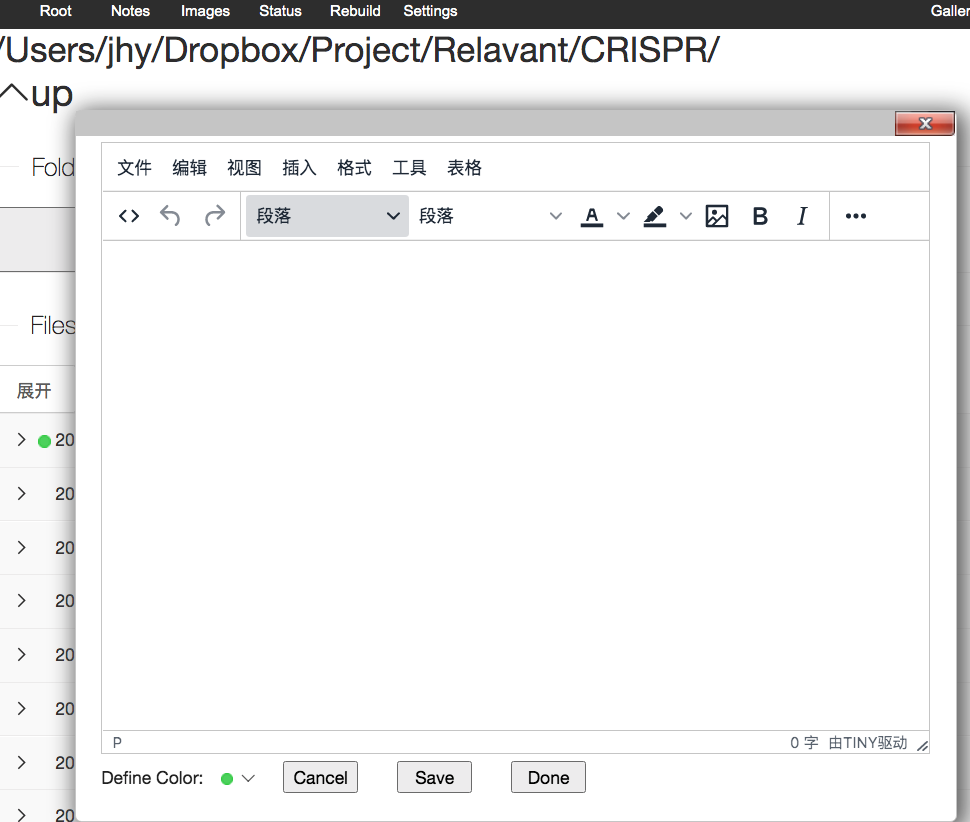 Root Notes Images Status Rebuild Settings Galler
/Users/jhy/Dropbox/Project/Relavant/CRISPR/
up
Fold
文件 编辑 视图 插入 格式 工具 表格
段落 段落 A B I
Files
展开
20
20
20
20
20
20
20
20
P 0 字 由TINY驱动
Define Color: Cancel Save Done